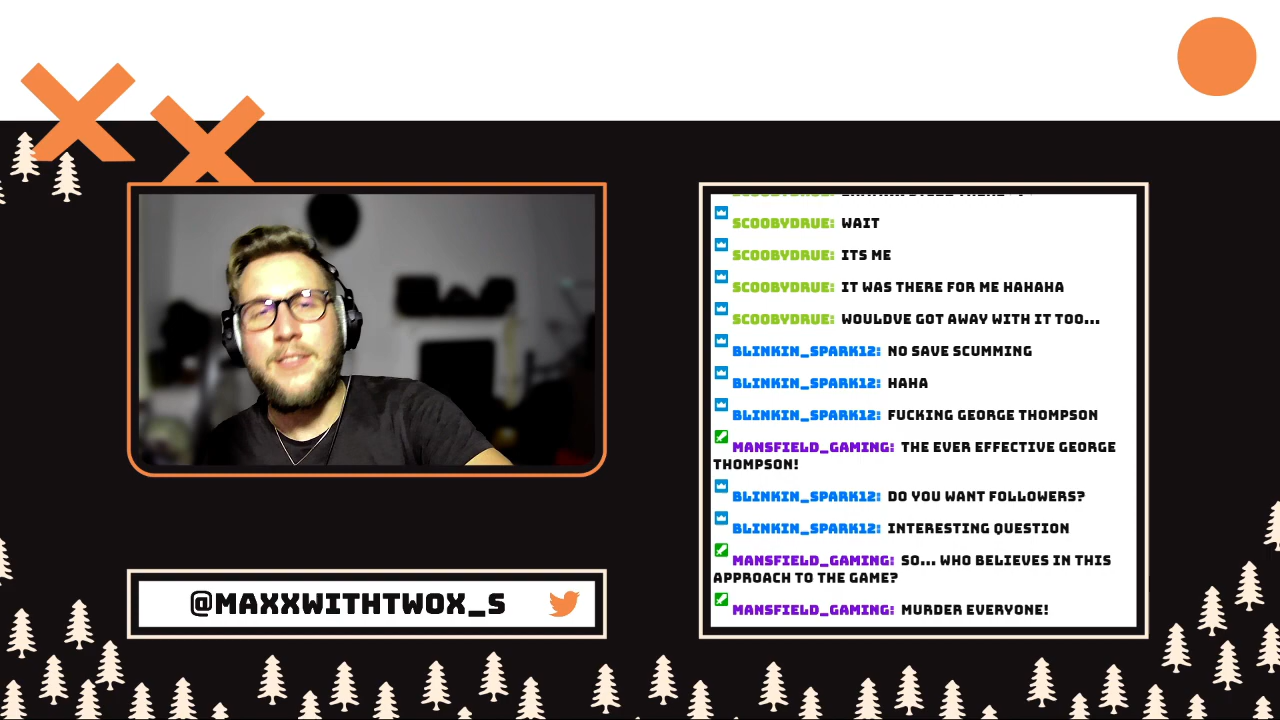 SCOOBYDRUE: WAIT
SCOOBYDRUE: ITS ME
SCOOBYDRUE: IT WAS THERE FOR ME HAHAHA
SCOOBYDRUE: WOULDVE GOT AWAY WITH IT TOO...
BLINKIN_SPARK12: NO SAVE SCUMMING
BLINKIN_SPARK12: HAHA
BLINKIN_SPARK12: FUCKING GEORGE THOMPSON
MANSFIELD_GAMING: THE EVER EFFECTIVE GEORGE
THOMPSON!
BLINKIN_SPARK12: DO YOU WANT FOLLOWERS?
BLINKIN_SPARK12: INTERESTING QUESTION
MANSFIELD_GAMING: SO... WHO BELIEVES IN THIS
APPROACH TO THE GAME?
MANSFIELD_GAMING: MURDER EVERYONE!
@MAXXWITHTWOX_S